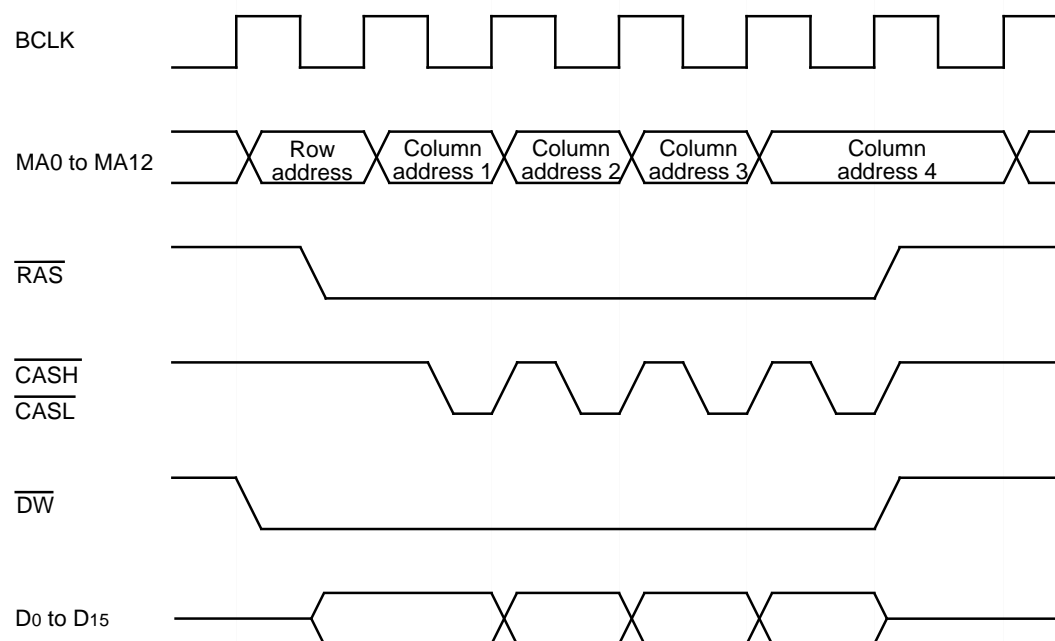 BCLK
MA0 to MA12
Row
address
Column
address 1
Column
address 2
Column
address 3
Column
address 4
RAS
CASH
CASL
DW
D0 to D15